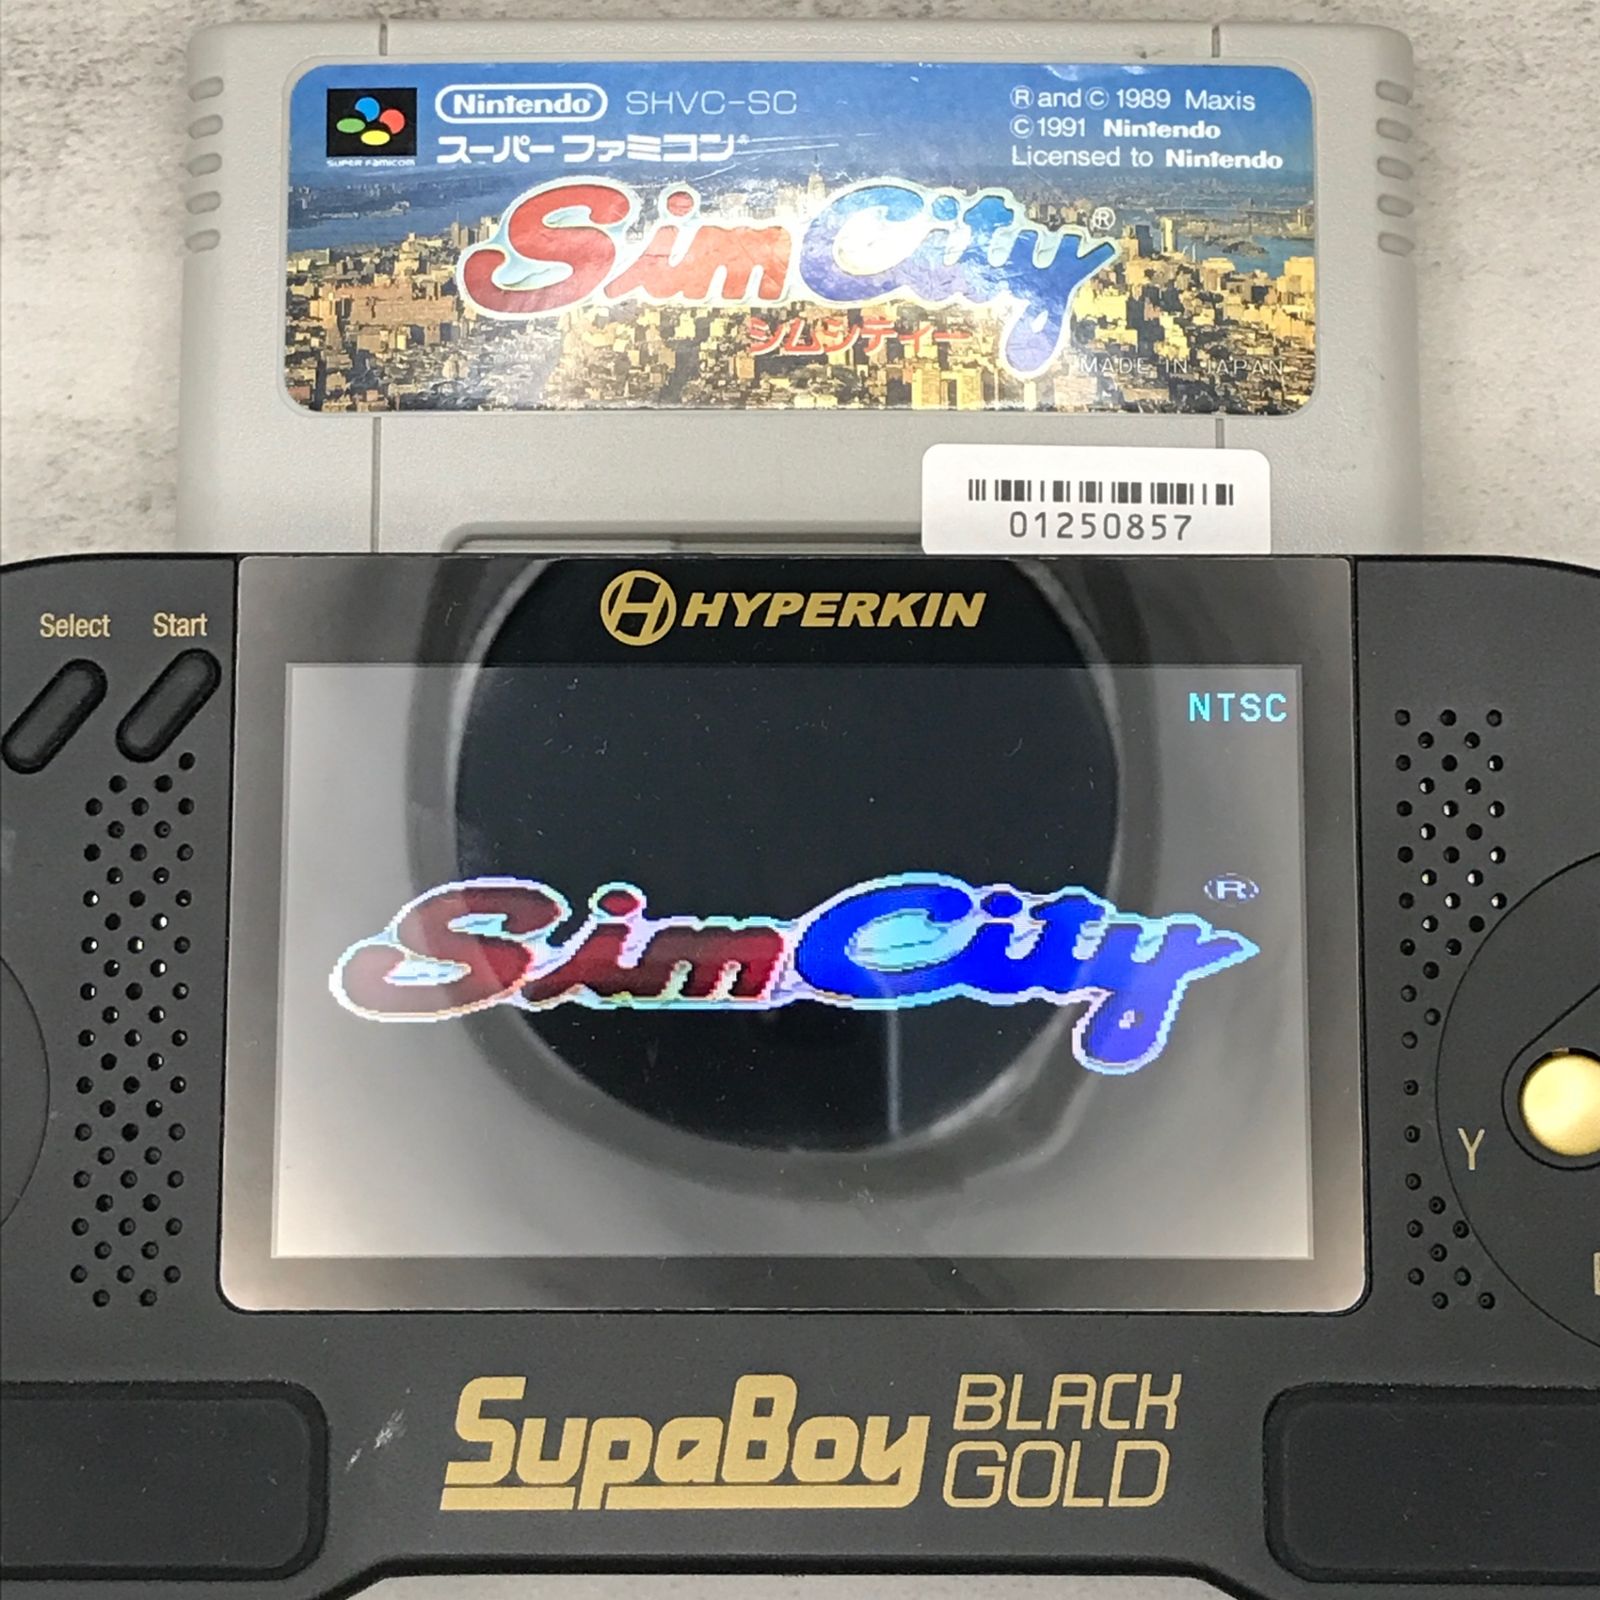 Nintendo SHVC-SC
SUPER FAMICOM
スーパーファミコン®
®and©1989 Maxis
©1991 Nintendo
Licensed to Nintendo
SimCity®
シムシティー
MADE IN JAPAN
01250857
Select Start
HYPERKIN
NTSC
SimCity®
Y
SupaBoy BLACK GOLD